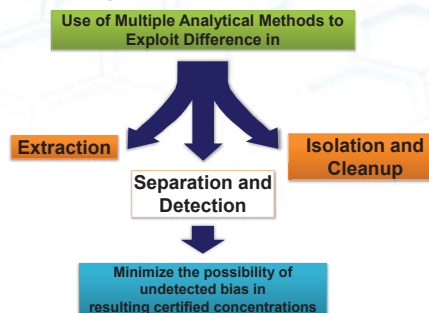 Use of Multiple Analytical Methods to
Exploit Difference in
Extraction
Isolation and
Cleanup
Separation and
Detection
Minimize the possibility of
undetected bias in
resulting certified concentrations